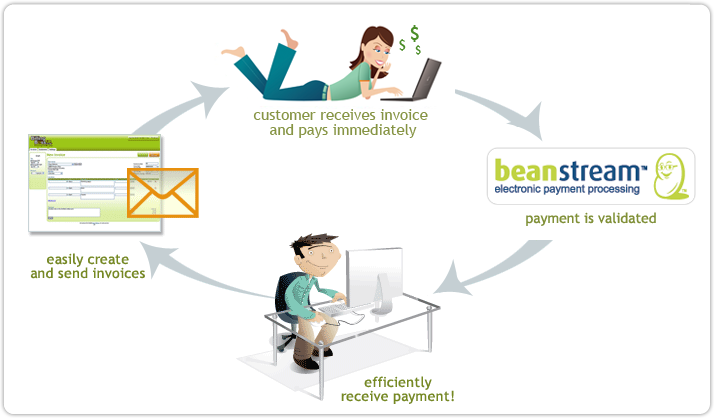 $
$
$
customer receives invoice
and pays immediately
beanstream™
electronic payment processing
payment is validated
easily create
and send invoices
efficiently
receive payment!